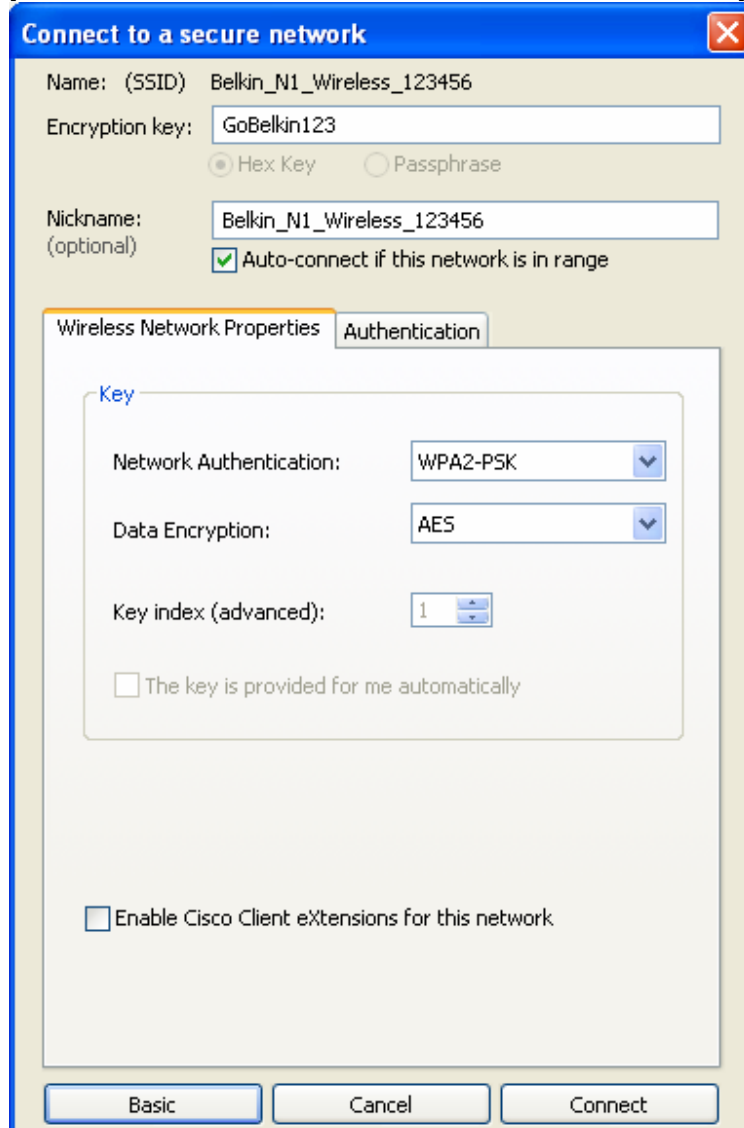 Connect to a secure network
Name: (SSID) Belkin_N1_Wireless_123456
Encryption key: GoBelkin123
Hex Key Passphrase
Nickname: Belkin_N1_Wireless_123456
(optional)
Auto-connect if this network is in range
Wireless Network Properties Authentication
Key
Network Authentication: WPA2-PSK
Data Encryption: AES
Key index (advanced): 1
The key is provided for me automatically
Enable Cisco Client eXtensions for this network
Basic Cancel Connect